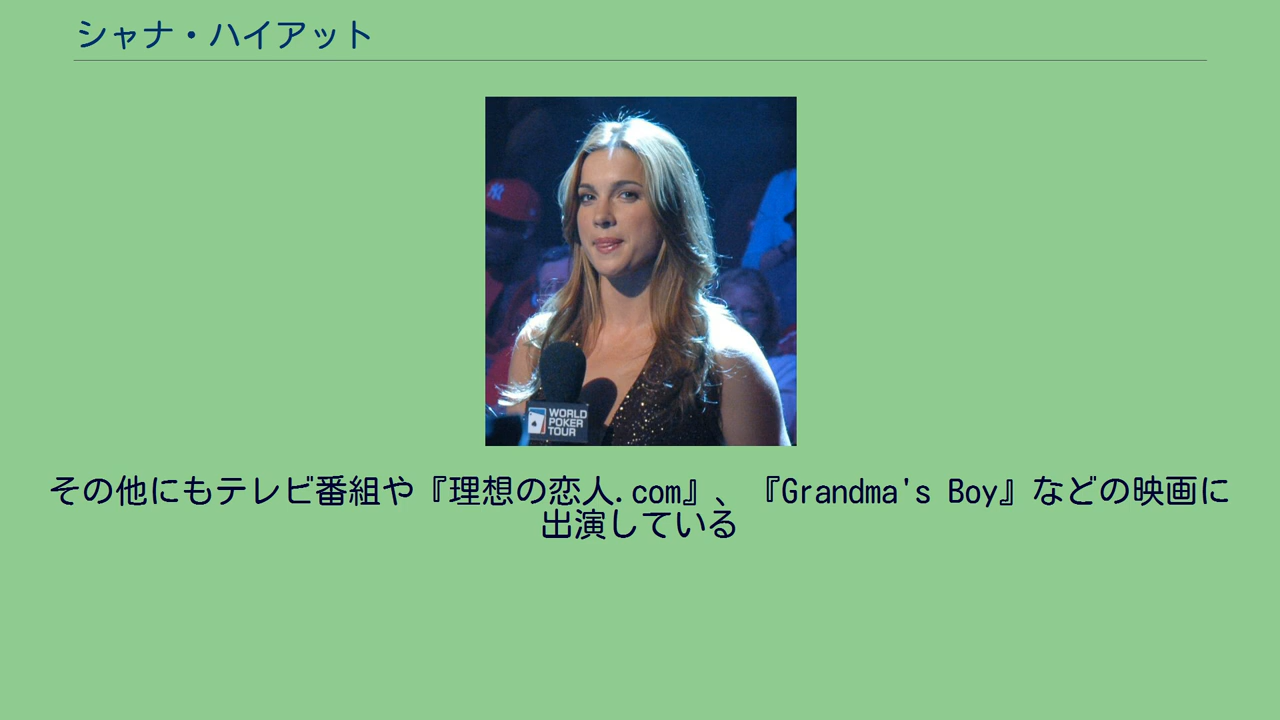 シャナ・ハイアット
WORLD
POKER
TOUR
その他にもテレビ番組や『理想の恋人.com』、『Grandma's Boy』などの映画に
出演している